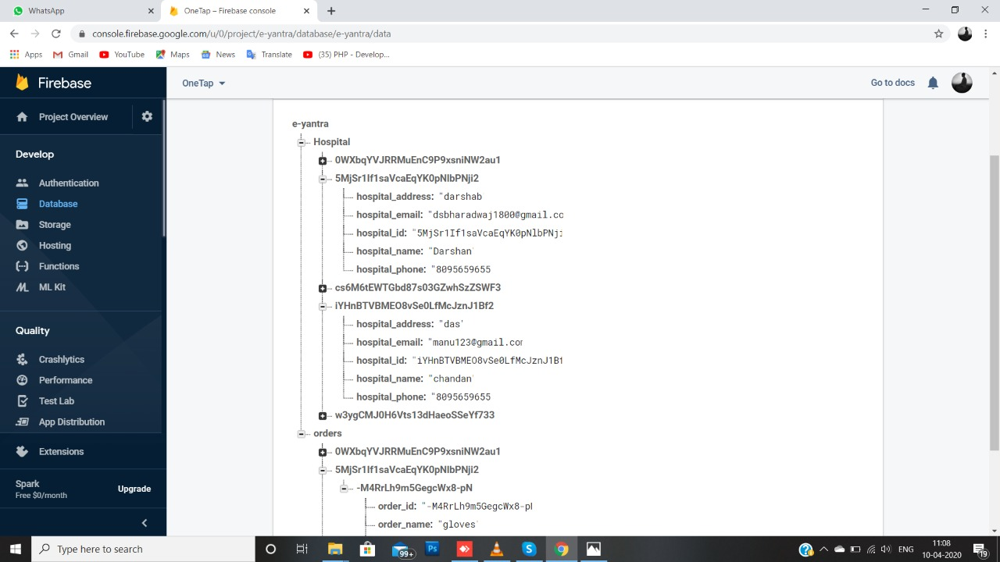 WhatsApp
OneTap – Firebase console
console.firebase.google.com/u/0/project/e-yantra/database/e-yantra/data
Apps
Gmail
YouTube
Maps
News
Translate
(35) PHP - Develop...
Firebase
OneTap
Go to docs
Project Overview
Develop
Authentication
Database
Storage
Hosting
Functions
ML Kit
Quality
Crashlytics
Performance
Test Lab
App Distribution
Extensions
Spark
Free $0/month
Upgrade
e-yantra
Hospital
0WXbqYVJRRMuEnC9P9xsniNW2au1
5MjSr1If1saVcaEqYK0pNlbPNji2
hospital_address: "darshab
hospital_email: "dsbharadwaj1800@gmail.co
hospital_id: "5MjSr1If1saVcaEqYK0pNlbPNji
hospital_name: "Darshan"
hospital_phone: "8095659655
cs6M6tEWTGbd87s03GZwhSzZSWF3
iYHnBTVBMEO8vSe0LfMcJznJ1Bf2
hospital_address: "das"
hospital_email: "manu123@gmail.com
hospital_id: "iYHnBTVBMEO8vSe0LfMcJznJ1Bf
hospital_name: "chandan"
hospital_phone: "8095659655
w3ygCMJ0H6Vts13dHaeoSSeYf733
orders
0WXbqYVJRRMuEnC9P9xsniNW2au1
5MjSr1If1saVcaEqYK0pNlbPNji2
-M4RrLh9m5GegcWx8-pN
order_id: "-M4RrLh9m5GegcWx8-pN
order_name: "gloves"
Type here to search
99+
Ps
ENG
11:08
10-04-2020
19